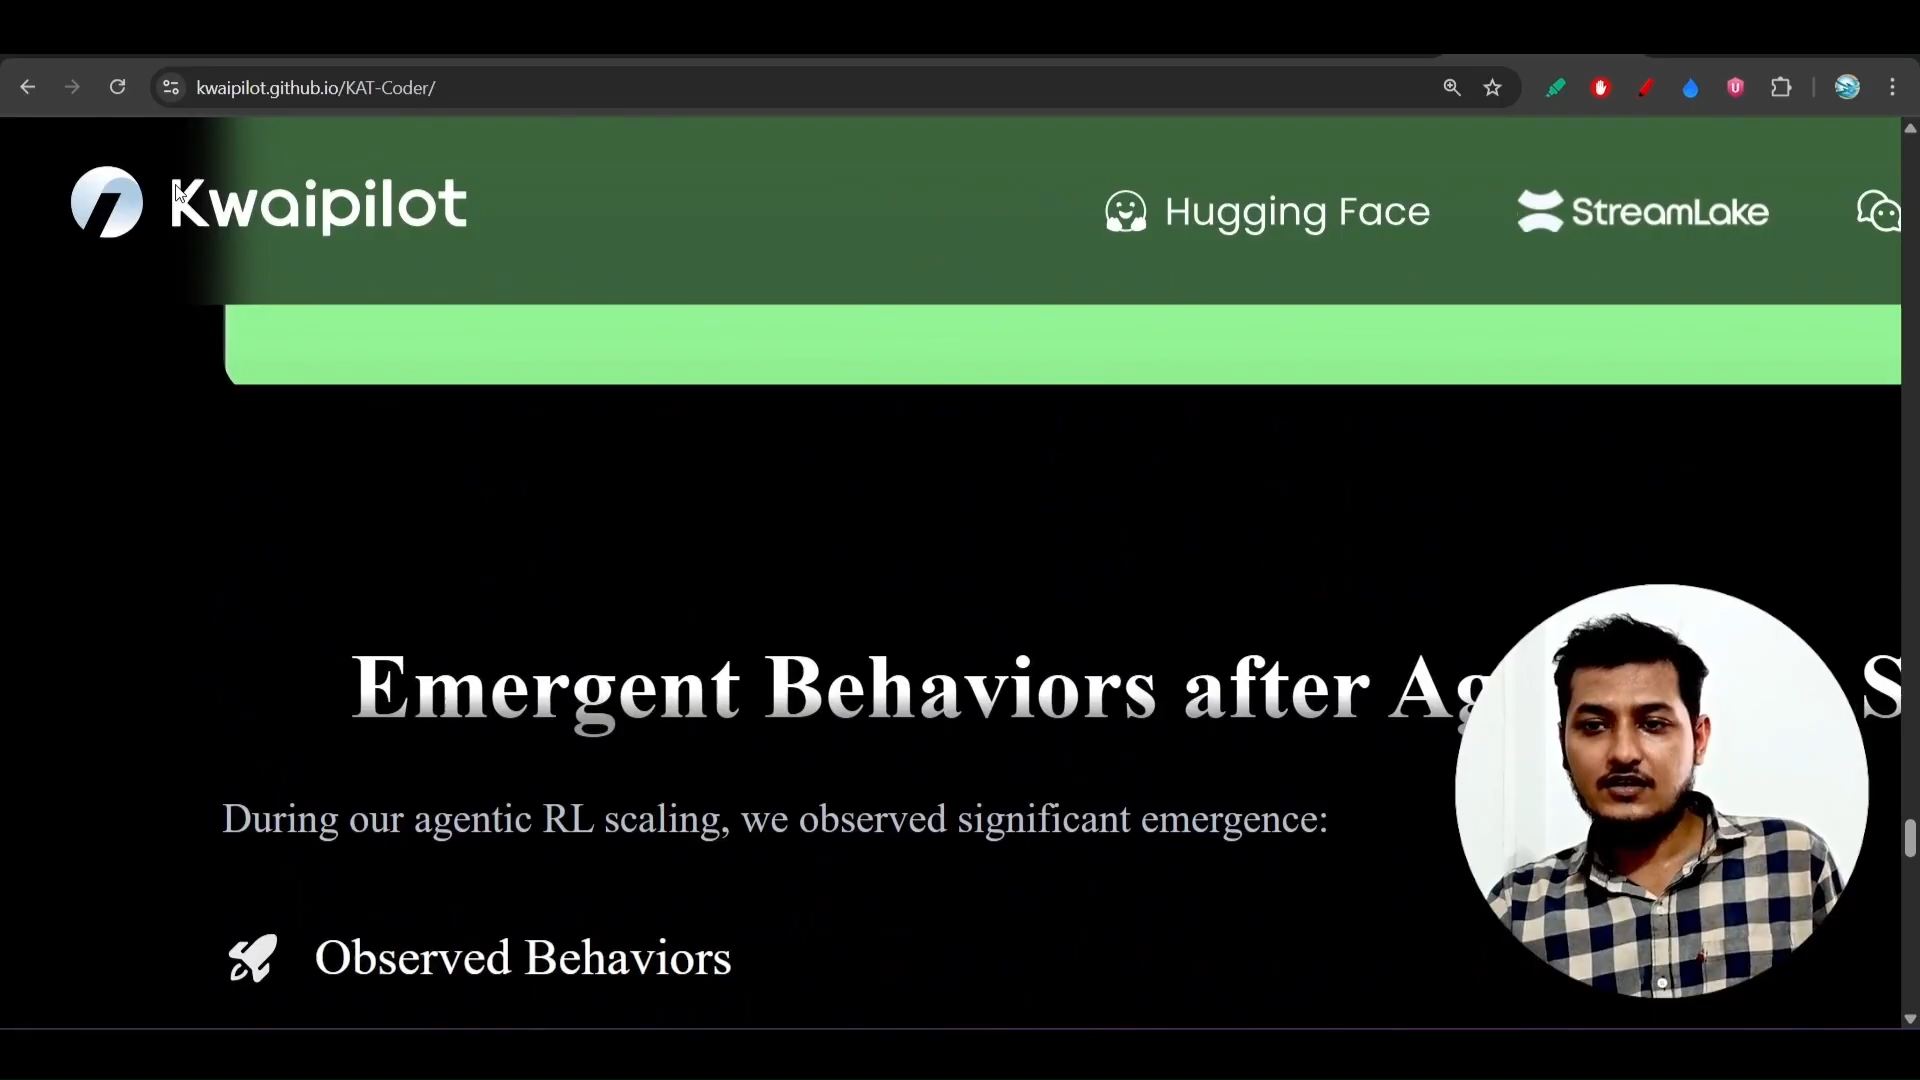 kwaipilot.github.io/KAT-Coder/
Kwaipilot
Hugging Face
StreamLake
Emergent Behaviors after
During our agentic RL scaling, we observed significant emergence:
Observed Behaviors